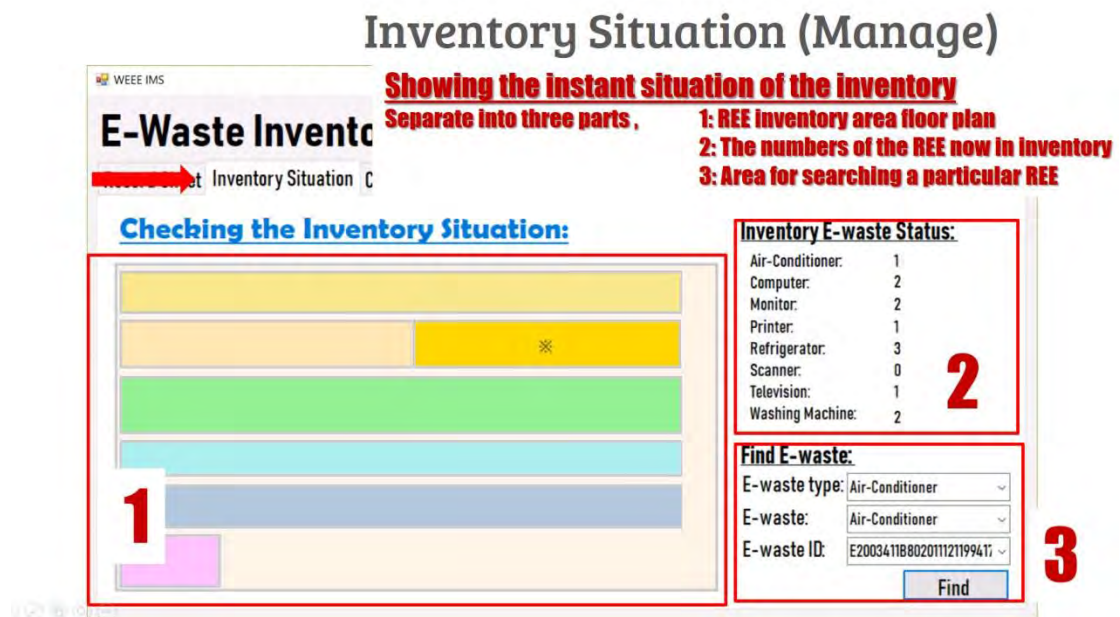 Inventory Situation (Manage)
WEEE IMS
Showing the instant situation of the inventory
Separate into three parts ,
1: REE inventory area floor plan
2: The numbers of the REE now in inventory
3: Area for searching a particular REE
E-Waste Invento
Inventory Situation
Checking the Inventory Situation:
※
1
Inventory E-waste Status:
Air-Conditioner: 1
Computer: 2
Monitor: 2
Printer: 1
Refrigerator: 3
Scanner: 0
Television: 1
Washing Machine: 2
2
Find E-waste:
E-waste type: Air-Conditioner
E-waste: Air-Conditioner
E-waste ID: E2003411B802011121199417
Find
3